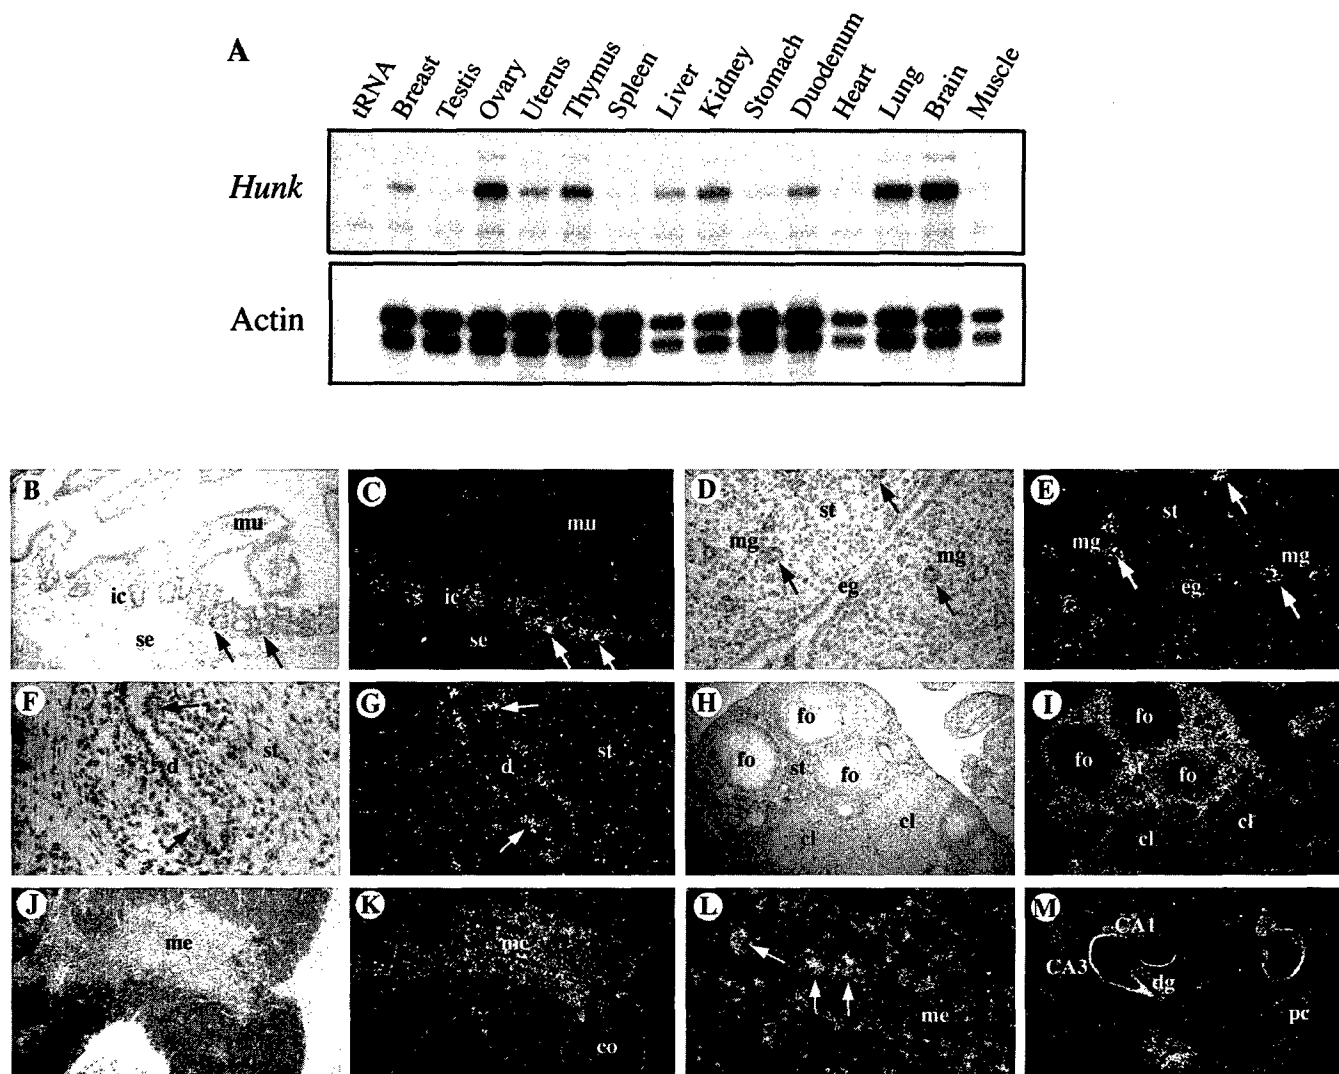 A
tRNA Breast Testis Ovary Uterus Thymus Spleen Liver Kidney Stomach Duodenum Heart Lung Brain Muscle
Hunk
Actin
B mu ic se
C mu ic se
D st mg mg eg
E st mg mg eg
F d st
G d st
H fo fo st fo cl cl
I fo fo st fo cl cl
J me
K me co
L me
M CA1 CA3 dg pc